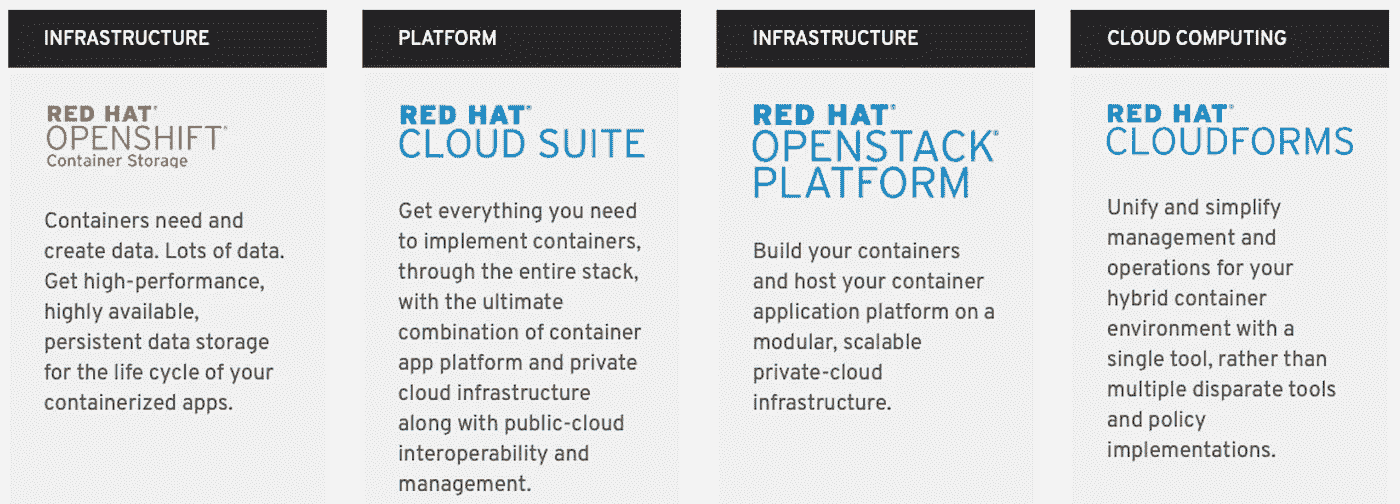 INFRASTRUCTURE
RED HAT®
OPENSHIFT®
Container Storage
Containers need and
create data. Lots of data.
Get high-performance,
highly available,
persistent data storage
for the life cycle of your
containerized apps.
PLATFORM
RED HAT®
CLOUD SUITE
Get everything you need
to implement containers,
through the entire stack,
with the ultimate
combination of container
app platform and private
cloud infrastructure
along with public-cloud
interoperability and
management.
INFRASTRUCTURE
RED HAT®
OPENSTACK®
PLATFORM
Build your containers
and host your container
application platform on a
modular, scalable
private-cloud
infrastructure.
CLOUD COMPUTING
RED HAT®
CLOUDFORMS
Unify and simplify
management and
operations for your
hybrid container
environment with a
single tool, rather than
multiple disparate tools
and policy
implementations.